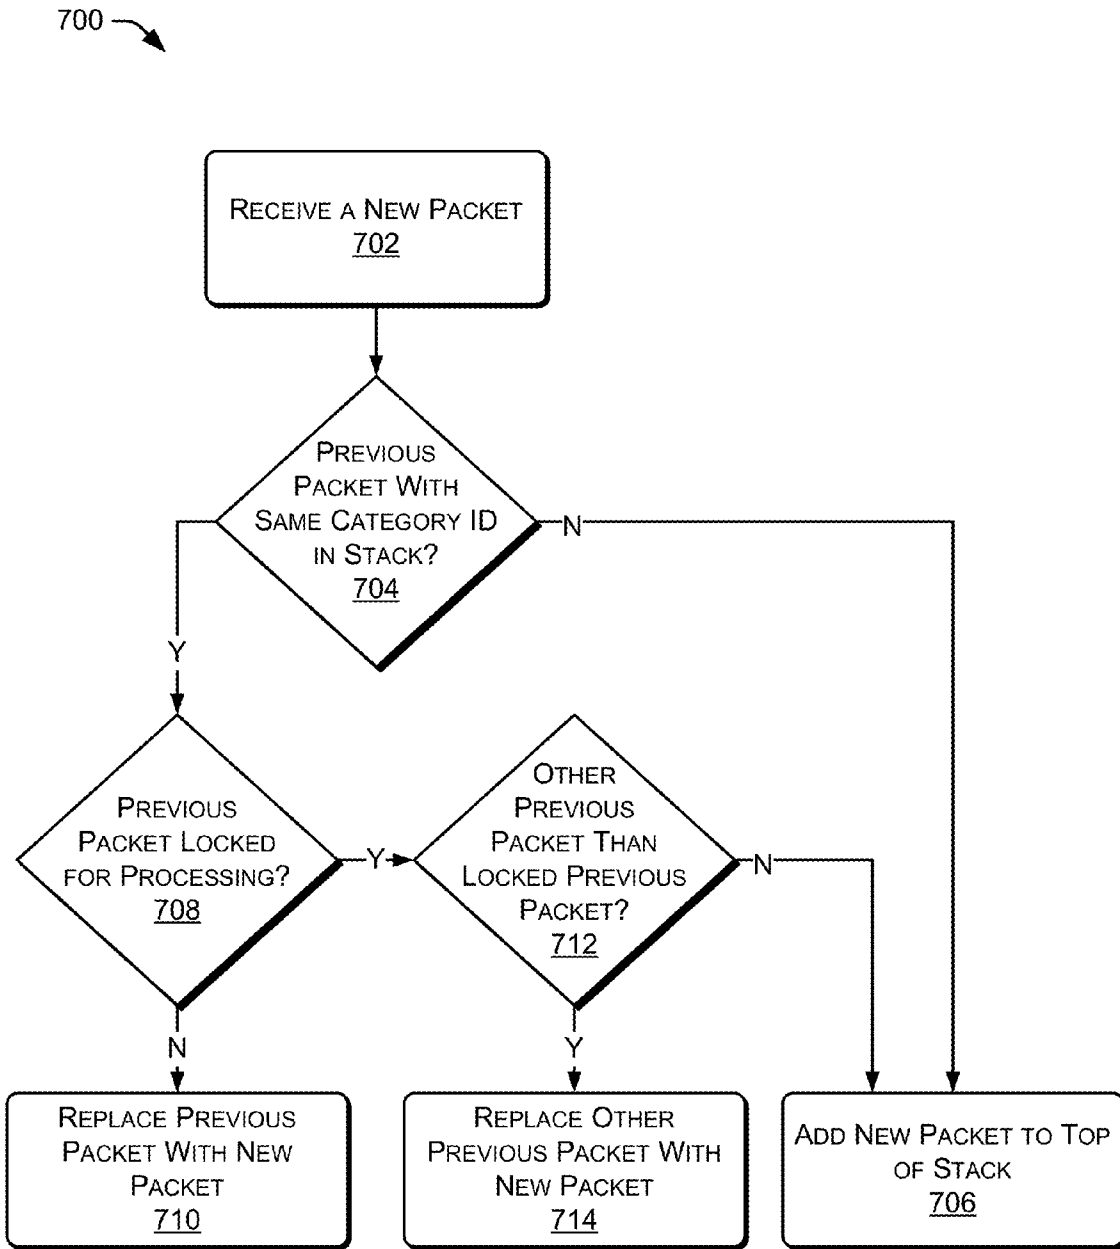 700
RECEIVE A NEW PACKET
702
PREVIOUS
PACKET WITH
SAME CATEGORY ID
IN STACK?
704
N
Y
PREVIOUS
PACKET LOCKED
FOR PROCESSING?
708
Y
OTHER
PREVIOUS
PACKET THAN
LOCKED PREVIOUS
PACKET?
712
N
N
Y
REPLACE PREVIOUS
PACKET WITH NEW
PACKET
710
REPLACE OTHER
PREVIOUS PACKET WITH
NEW PACKET
714
ADD NEW PACKET TO TOP
OF STACK
706